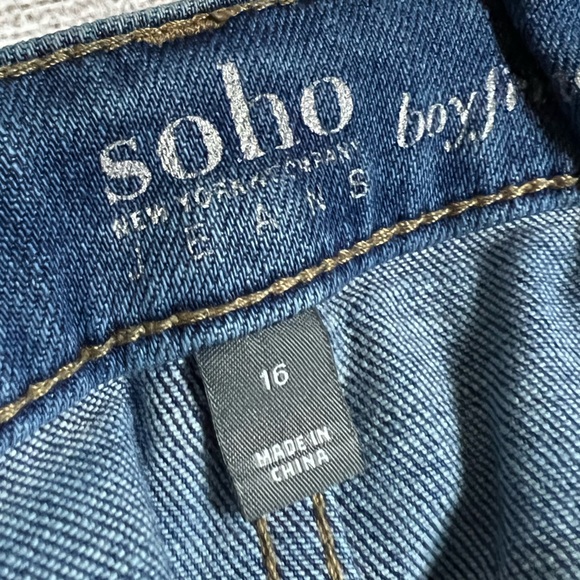 soho
NEW YORK & COMPANY
JEANS
16
MADE IN
CHINA